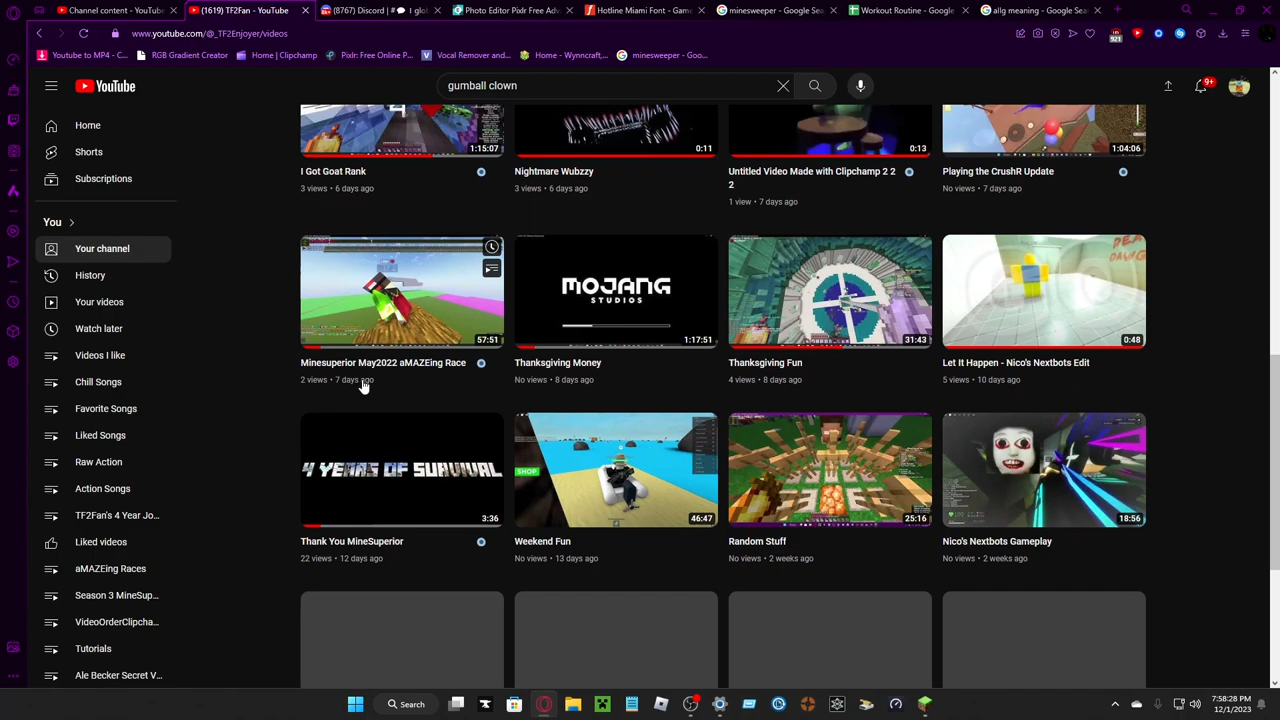 Channel content - YouTube
(1619) TF2Fan - YouTube
(8767) Discord | #
Photo Editor Pixlr Free Adv
Hotline Miami Font - Game
minesweeper - Google Sea
Workout Routine - Google
allg meaning - Google Sea
www.youtube.com/@_TF2Enjoyer/videos
921
Youtube to MP4 - C...
RGB Gradient Creator
Home | Clipchamp
Pixlr: Free Online P...
Vocal Remover and...
Home - Wynncraft,...
minesweeper - Goo...
YouTube
gumball clown
9+
Home
Shorts
Subscriptions
You
Your channel
History
Your videos
Watch later
Videos I like
Chill Songs
Favorite Songs
Liked Songs
Raw Action
Action Songs
TF2Fan's 4 Year Jo...
Liked videos
aMAZEing Races
Season 3 MineSup...
VideoOrderClipcha...
Tutorials
Ale Becker Secret V...
1:15:07
I Got Goat Rank
3 views • 6 days ago
0:11
Nightmare Wubzzy
3 views • 6 days ago
0:13
Untitled Video Made with Clipchamp 2 2
2
1 view • 7 days ago
1:04:06
Playing the CrushR Update
No views • 7 days ago
57:51
Minesuperior May2022 aMAZEing Race
2 views • 7 days ago
MOJANG
STUDIOS
1:17:51
Thanksgiving Money
No views • 8 days ago
31:43
Thanksgiving Fun
4 views • 8 days ago
0:48
Let It Happen - Nico's Nextbots Edit
5 views • 10 days ago
4 YEARS OF SURVIVAL
3:36
Thank You MineSuperior
22 views • 12 days ago
SHOP
46:47
Weekend Fun
No views • 13 days ago
25:16
Random Stuff
No views • 2 weeks ago
18:56
Nico's Nextbots Gameplay
No views • 2 weeks ago
Search
7:58:28 PM
12/1/2023